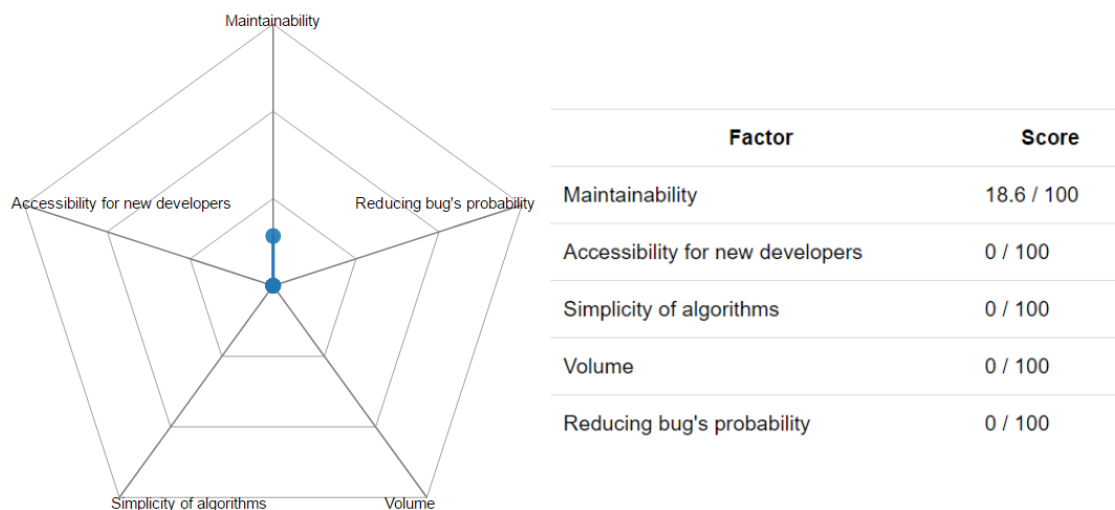 Maintainability
Accessibility for new developers
Reducing bug's probability
Simplicity of algorithms
Volume
Factor Score
Maintainability 18.6 / 100
Accessibility for new developers 0 / 100
Simplicity of algorithms 0 / 100
Volume 0 / 100
Reducing bug's probability 0 / 100